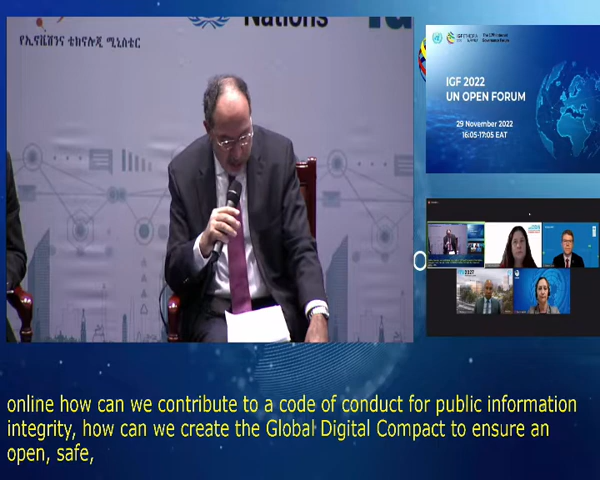 Nations
የኢኖቬሽንና ቴክኖሎጂ ሚኒስቴር
IGF 2022
UN OPEN FORUM
29 November 2022
16:05-17:05 EAT
online how can we contribute to a code of conduct for public information
integrity, how can we create the Global Digital Compact to ensure an
open, safe,